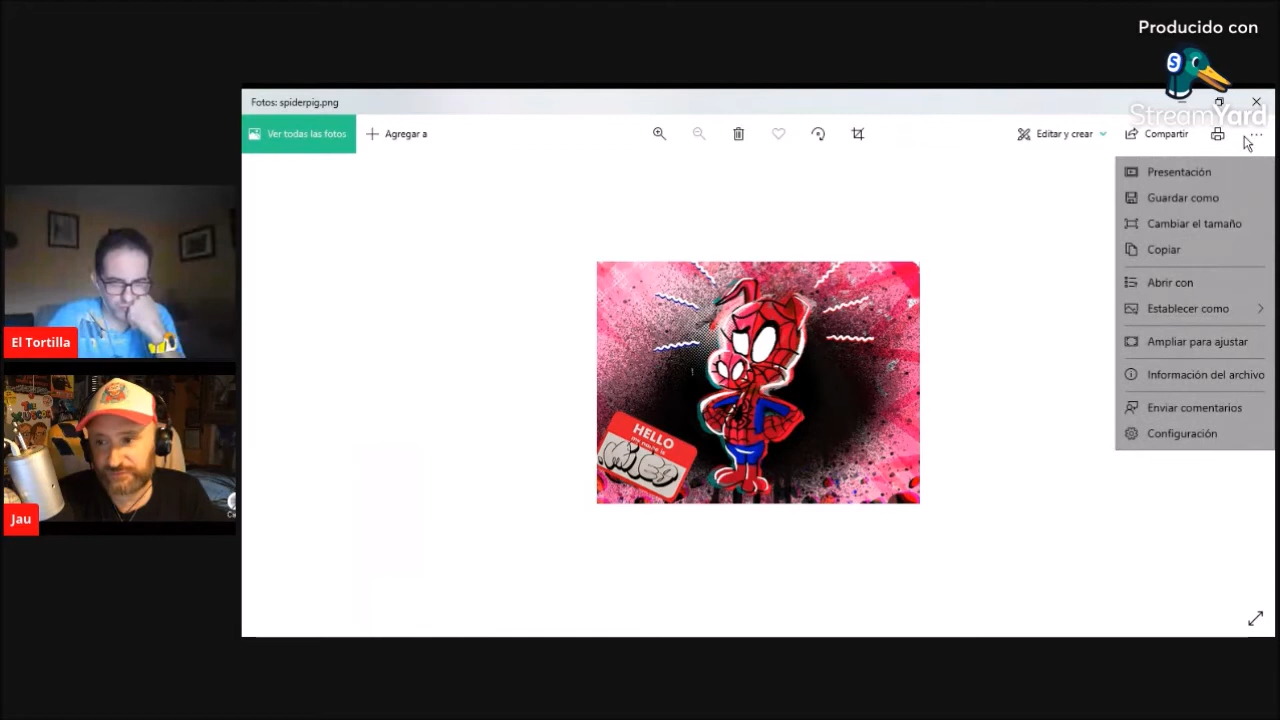 Producido con
StreamYard
Fotos: spiderpig.png
Ver todas las fotos
Agregar a
Editar y crear
Compartir
Presentación
Guardar como
Cambiar el tamaño
Copiar
Abrir con
Establecer como
Ampliar para ajustar
Información del archivo
Enviar comentarios
Configuración
HELLO
El Tortilla
Jau